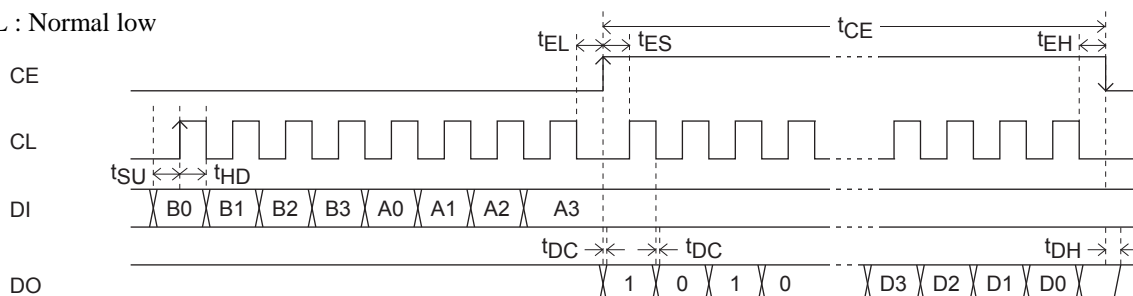 : Normal low
tCE
tEL tES tEH
CE
CL
tSU tHD
DI B0 B1 B2 B3 A0 A1 A2 A3
tDC tDC tDH
DO 1 0 1 0 D3 D2 D1 D0